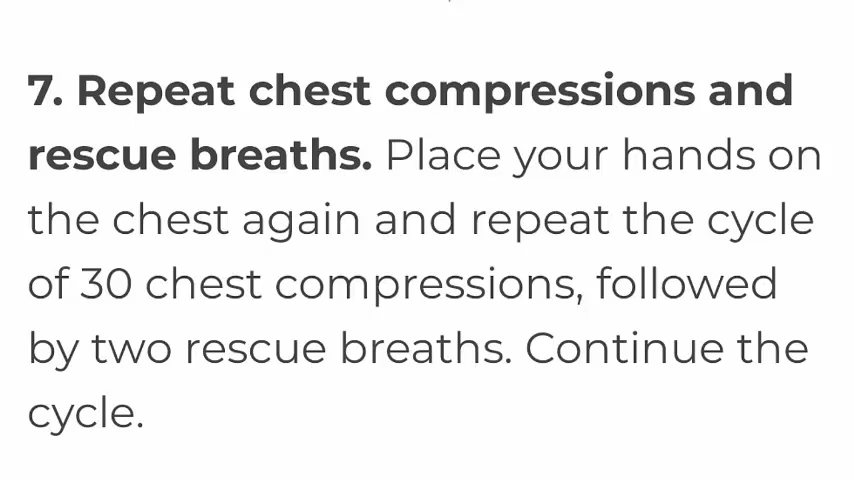 7. Repeat chest compressions and
rescue breaths. Place your hands on
the chest again and repeat the cycle
of 30 chest compressions, followed
by two rescue breaths. Continue the
cycle.